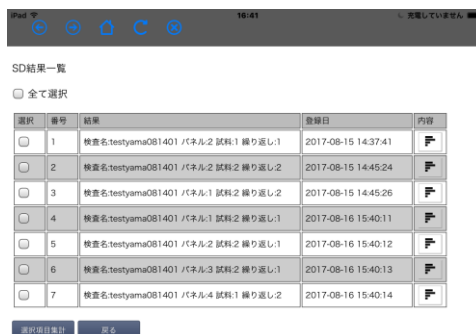 iPad 16:41 充電していません
SD結果一覧
全て選択
選択 番号 結果 登録日 内容
1 検査名:testyama081401 パネル:2 試料:1 繰り返し:1 2017-08-15 14:37:41
2 検査名:testyama081401 パネル:2 試料:2 繰り返し:2 2017-08-15 14:45:24
3 検査名:testyama081401 パネル:1 試料:2 繰り返し:2 2017-08-15 14:45:26
4 検査名:testyama081401 パネル:1 試料:2 繰り返し:1 2017-08-16 15:40:11
5 検査名:testyama081401 パネル:2 試料:2 繰り返し:1 2017-08-16 15:40:12
6 検査名:testyama081401 パネル:3 試料:2 繰り返し:1 2017-08-16 15:40:13
7 検査名:testyama081401 パネル:4 試料:1 繰り返し:2 2017-08-16 15:40:14
選択項目集計 戻る